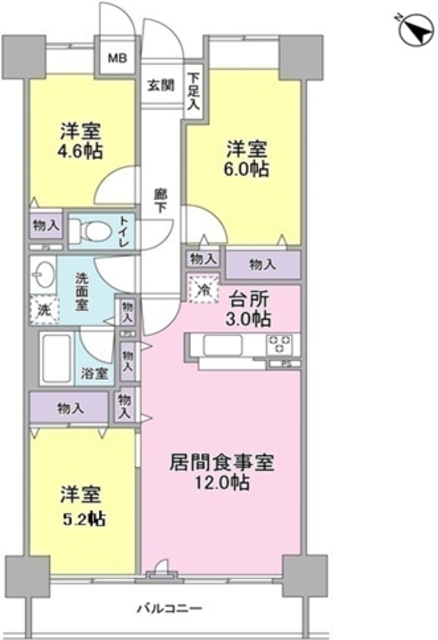 N
MB
玄関
下足入
洋室
4.6帖
洋室
6.0帖
廊下
物入
トイレ
PS
物入
物入
洗面室
冷
台所
3.0帖
洗
物入
PS
物入
浴室
PS
物入
物入
居間食事室
12.0帖
洋室
5.2帖
バルコニー